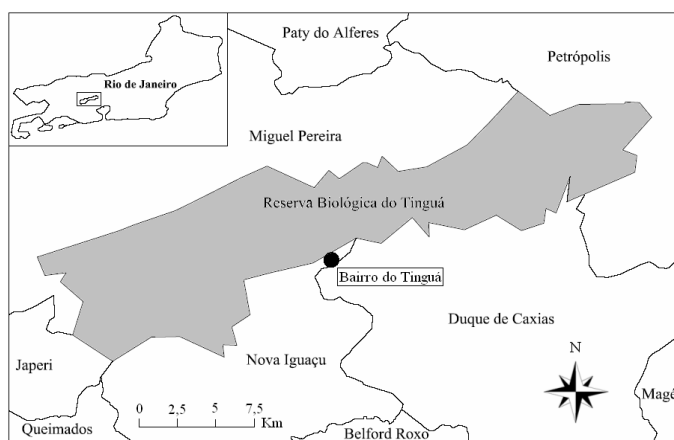 Paty do Alferes
Petrópolis
Rio de Janeiro
Miguel Pereira
Reserva Biológica do Tinguá
Bairro do Tinguá
Duque de Caxias
Nova Iguaçu
Japeri
N
Magé
0 2,5 5 7,5
Km
Queimados
Belford Roxo